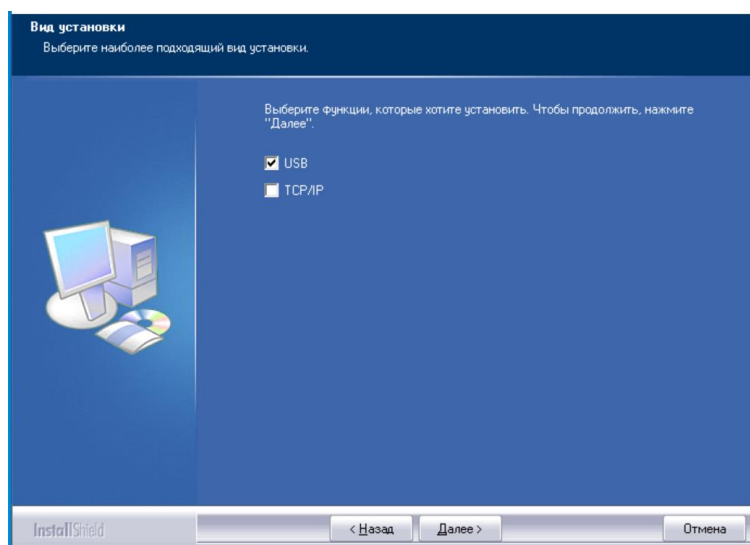 Вид установки
Выберите наиболее подходящий вид установки.
Выберите функции, которые хотите установить. Чтобы продолжить, нажмите
"Далее".
USB
TCP/IP
InstallShield
< Назад
Далее >
Отмена